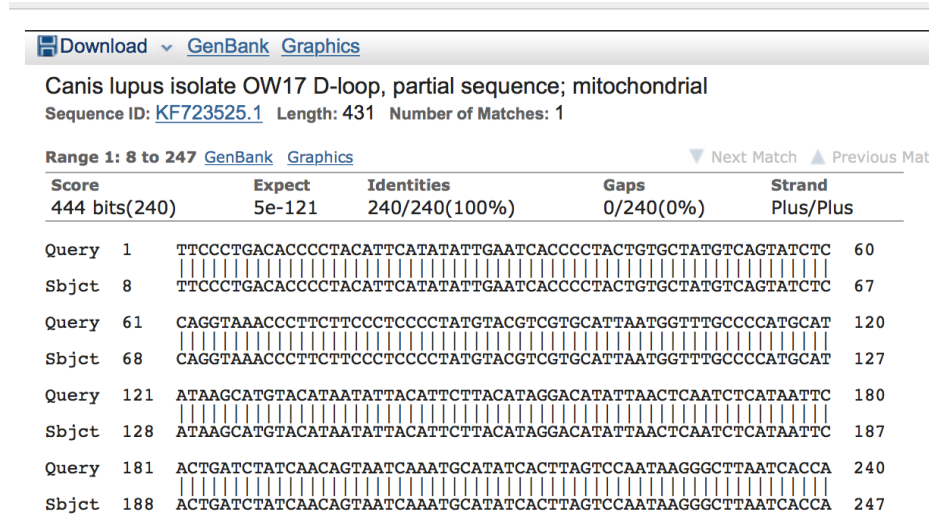 Download GenBank Graphics
Canis lupus isolate OW17 D-loop, partial sequence; mitochondrial
Sequence ID: KF723525.1 Length: 431 Number of Matches: 1
Range 1: 8 to 247 GenBank Graphics Next Match Previous Mat
Score Expect Identities Gaps Strand
444 bits(240) 5e-121 240/240(100%) 0/240(0%) Plus/Plus
Query 1 TTCCCTGACACCCCTACATTCATATATTGAATCACCCCTACTGTGCTATGTCAGTATCTC 60
Sbjct 8 TTCCCTGACACCCCTACATTCATATATTGAATCACCCCTACTGTGCTATGTCAGTATCTC 67
Query 61 CAGGTAAACCCTTCTTCCCTCCCCTATGTACGTCGTGCATTAATGGTTTGCCCCATGCAT 120
Sbjct 68 CAGGTAAACCCTTCTTCCCTCCCCTATGTACGTCGTGCATTAATGGTTTGCCCCATGCAT 127
Query 121 ATAAGCATGTACATAATATTACATTCTTACATAGGACATATTAACTCAATCTCATAATTC 180
Sbjct 128 ATAAGCATGTACATAATATTACATTCTTACATAGGACATATTAACTCAATCTCATAATTC 187
Query 181 ACTGATCTATCAACAGTAATCAAATGCATATCACTTAGTCCAATAAGGGCTTAATCACCA 240
Sbjct 188 ACTGATCTATCAACAGTAATCAAATGCATATCACTTAGTCCAATAAGGGCTTAATCACCA 247